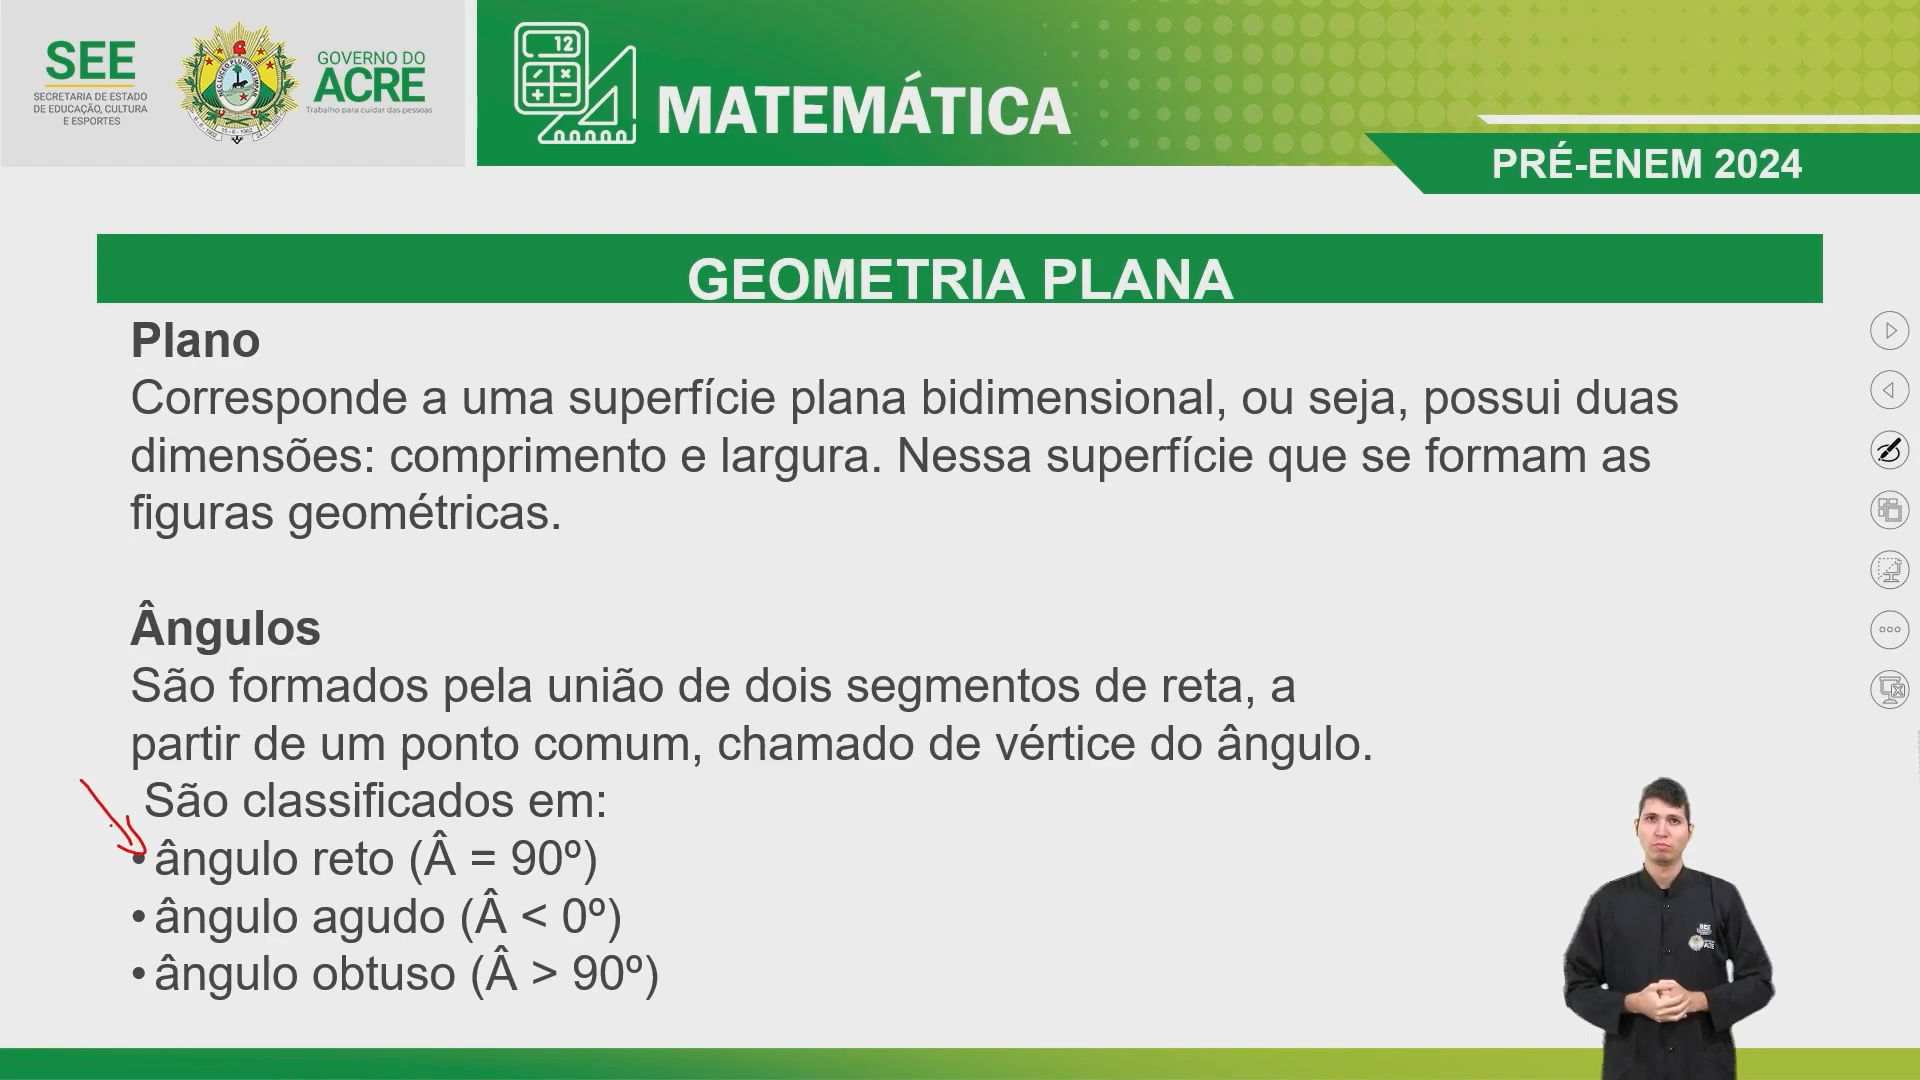 SEE
SECRETARIA DE ESTADO
DE EDUCAÇÃO, CULTURA
E ESPORTES
GOVERNO DO
ACRE
Trabalho para cuidar das pessoas
12
MATEMÁTICA
PRÉ-ENEM 2024
GEOMETRIA PLANA
Plano
Corresponde a uma superfície plana bidimensional, ou seja, possui duas
dimensões: comprimento e largura. Nessa superfície que se formam as
figuras geométricas.
Ângulos
São formados pela união de dois segmentos de reta, a
partir de um ponto comum, chamado de vértice do ângulo.
São classificados em:
• ângulo reto (Â = 90º)
• ângulo agudo (Â < 0º)
• ângulo obtuso (Â > 90º)